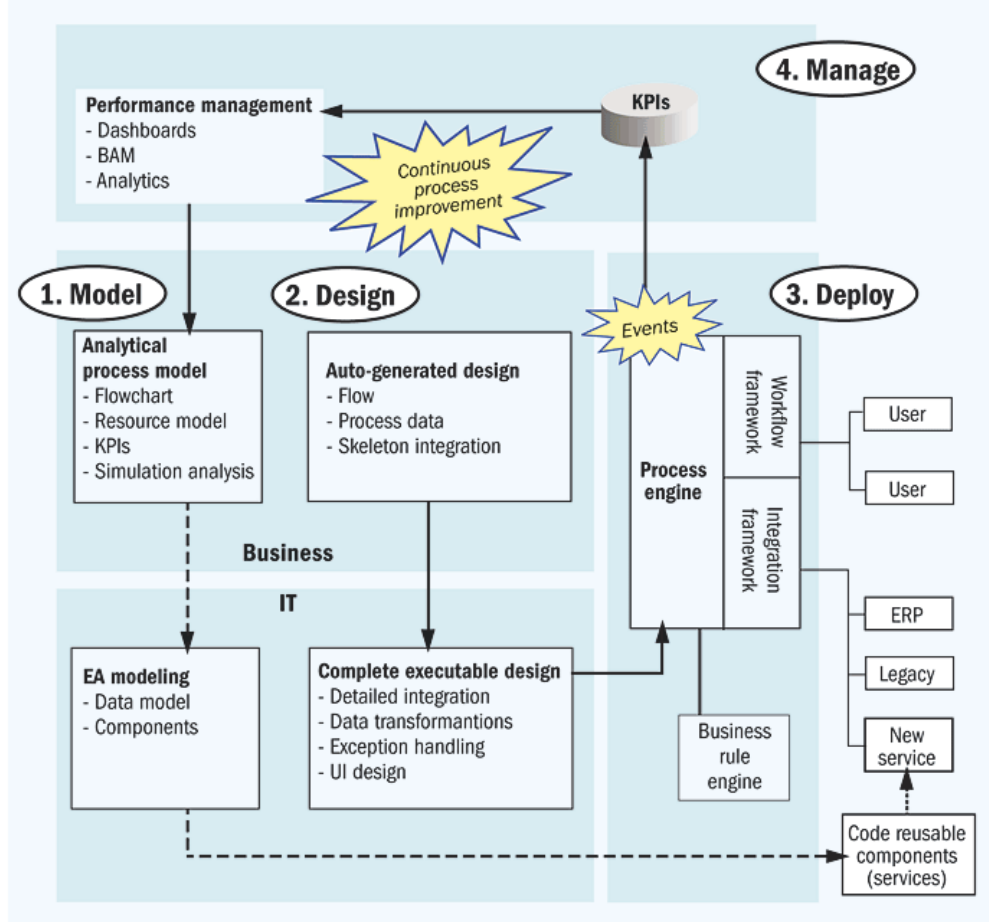 4. Manage
Performance management
- Dashboards
- BAM
- Analytics
KPIs
Continuous
process
improvement
1. Model
2. Design
3. Deploy
Events
Analytical
process model
- Flowchart
- Resource model
- KPIs
- Simulation analysis
Auto-generated design
- Flow
- Process data
- Skeleton integration
Process
engine
Workflow
framework
Integration
framework
User
User
Business
IT
ERP
Legacy
New
service
EA modeling
- Data model
- Components
Complete executable design
- Detailed integration
- Data transformantions
- Exception handling
- UI design
Business
rule
engine
Code reusable
components
(services)